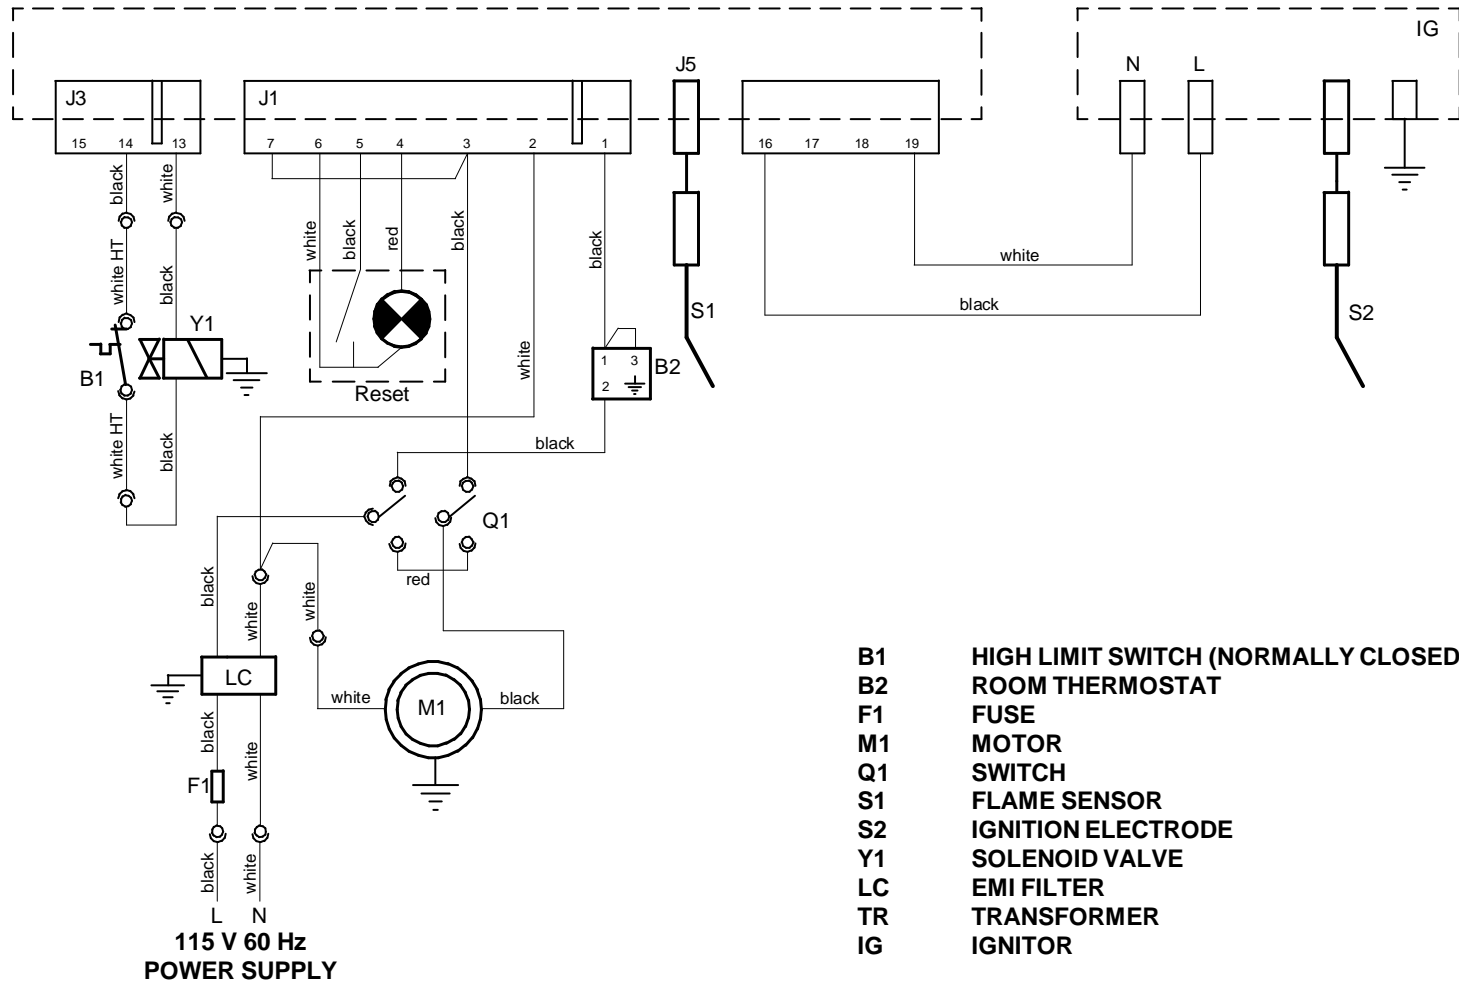 IG
J5
N L
J3 J1
15 14 13 7 6 5 4 3 2 1 16 17 18 19
black
white
white
black
red
black
black
white
black
white HT
black
S1
S2
Y1
B1
white
1 3
2
B2
Reset
white HT
black
black
Q1
red
black
white
white
LC
white
M1
black
black
white
F1
black
white
L N
115 V 60 Hz
POWER SUPPLY
B1 HIGH LIMIT SWITCH (NORMALLY CLOSED
B2 ROOM THERMOSTAT
F1 FUSE
M1 MOTOR
Q1 SWITCH
S1 FLAME SENSOR
S2 IGNITION ELECTRODE
Y1 SOLENOID VALVE
LC EMI FILTER
TR TRANSFORMER
IG IGNITOR